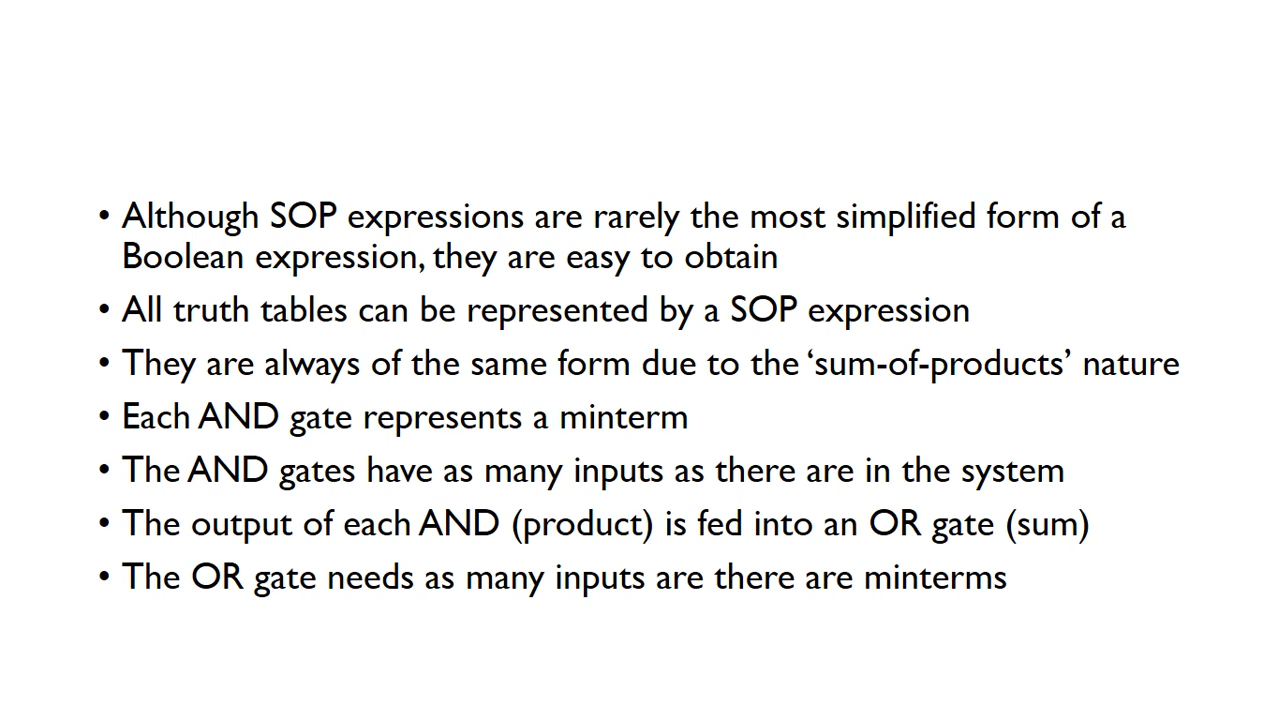 • Although SOP expressions are rarely the most simplified form of a
Boolean expression, they are easy to obtain
• All truth tables can be represented by a SOP expression
• They are always of the same form due to the ‘sum-of-products’ nature
• Each AND gate represents a minterm
• The AND gates have as many inputs as there are in the system
• The output of each AND (product) is fed into an OR gate (sum)
• The OR gate needs as many inputs are there are minterms